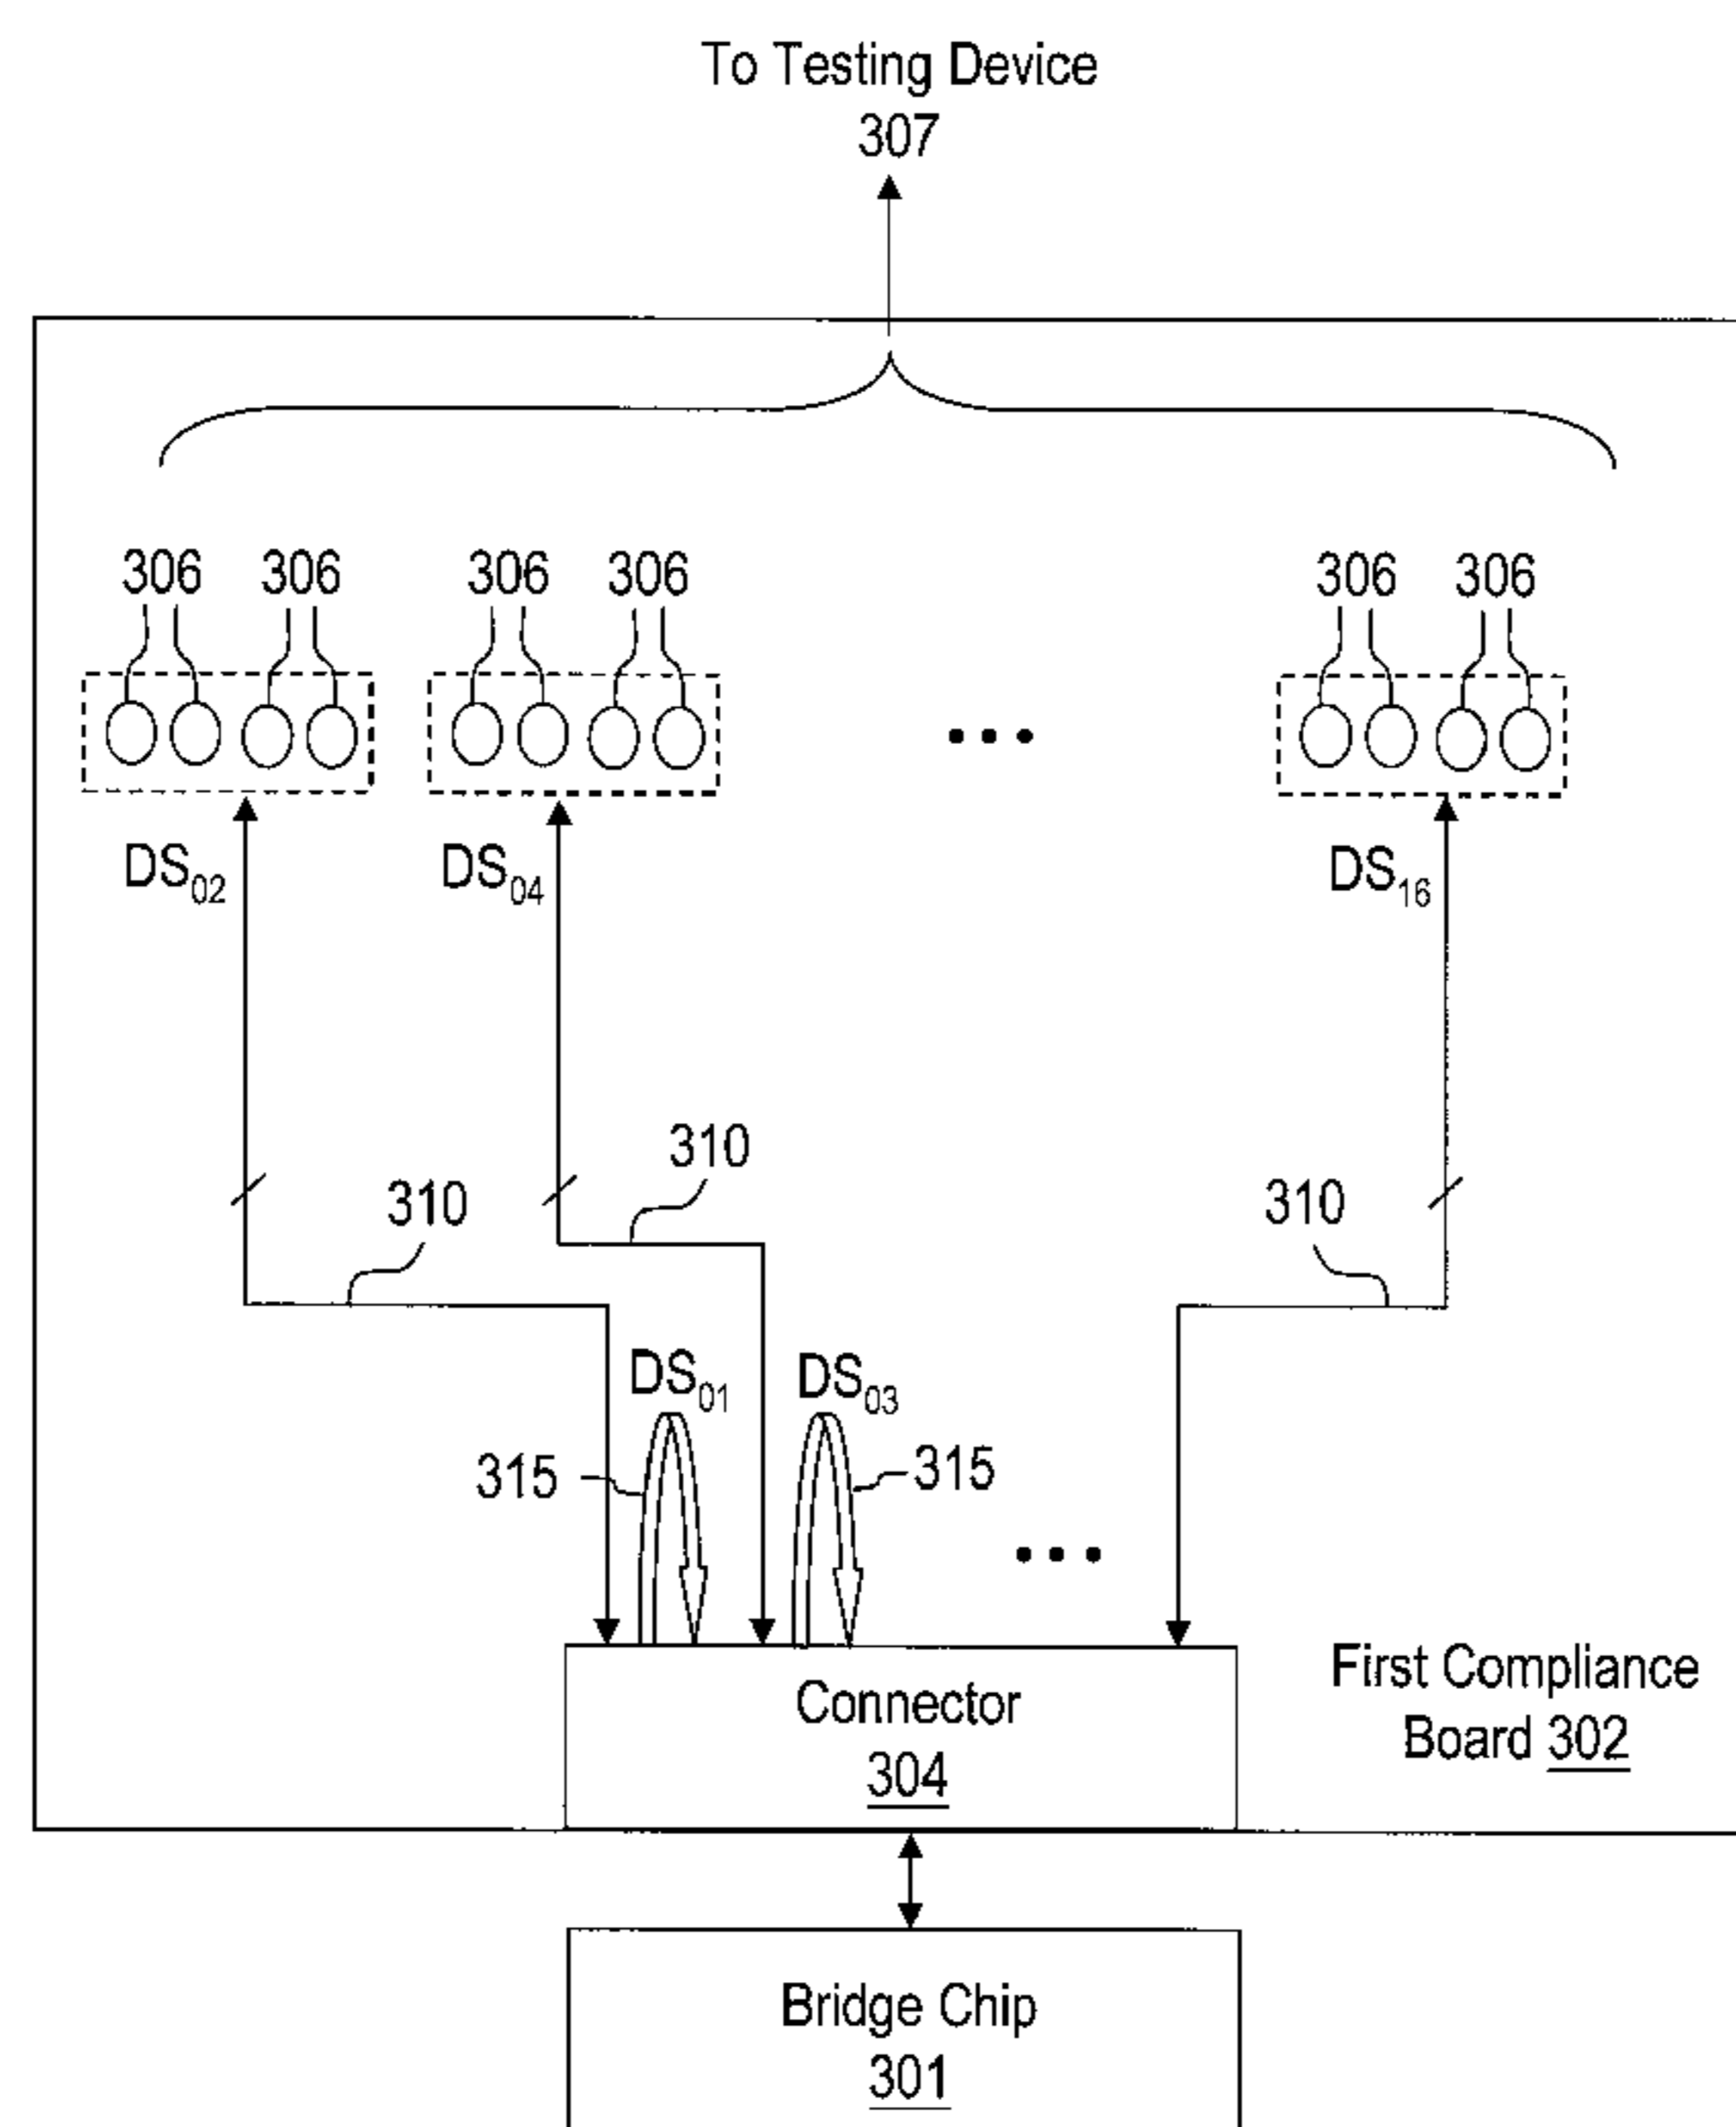 To Testing Device
307
306 306 306 306 306 306
DS02 DS04 DS16
310
310 310
DS01 DS03
315 315
Connector
304
First Compliance
Board 302
Bridge Chip
301